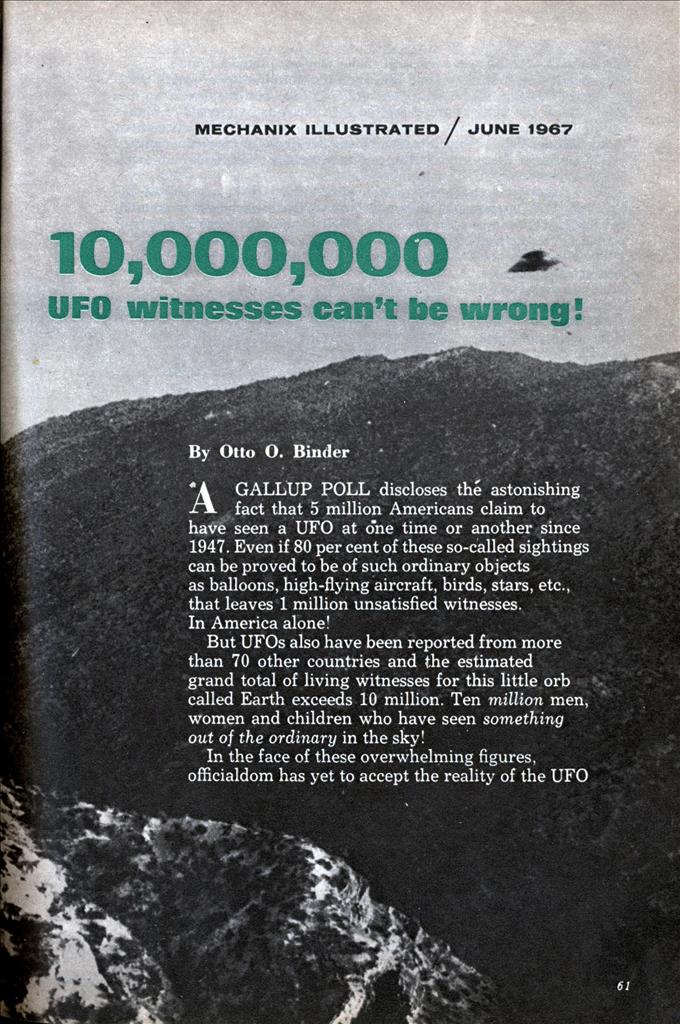 MECHANIX ILLUSTRATED / JUNE 1967
10,000,000
UFO witnesses can't be wrong!
By Otto O. Binder
A GALLUP POLL discloses the astonishing
fact that 5 million Americans claim to
have seen a UFO at one time or another since
1947. Even if 80 per cent of these so-called sightings
can be proved to be of such ordinary objects
as balloons, high-flying aircraft, birds, stars, etc.,
that leaves 1 million unsatisfied witnesses.
In America alone!
But UFOs also have been reported from more
than 70 other countries and the estimated
grand total of living witnesses for this little orb
called Earth exceeds 10 million. Ten million men,
women and children who have seen something
out of the ordinary in the sky!
In the face of these overwhelming figures,
officialdom has yet to accept the reality of the UFO
61